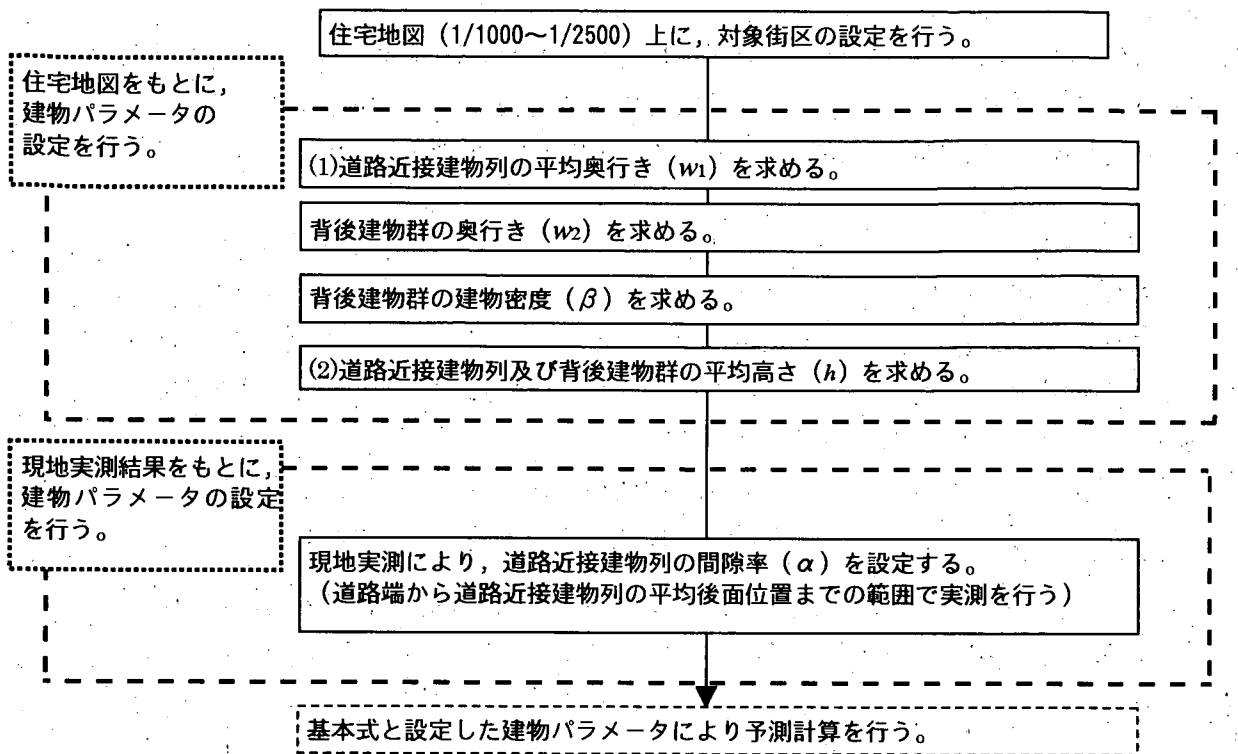 住宅地図（1/1000～1/2500）上に，対象街区の設定を行う。
住宅地図をもとに，
建物パラメータの
設定を行う。
(1)道路近接建物列の平均奥行き（w1）を求める。
背後建物群の奥行き（w2）を求める。
背後建物群の建物密度（β）を求める。
(2)道路近接建物列及び背後建物群の平均高さ（h）を求める。
現地実測結果をもとに，
建物パラメータの設定
を行う。
現地実測により，道路近接建物列の間隙率（α）を設定する。
（道路端から道路近接建物列の平均後面位置までの範囲で実測を行う）
基本式と設定した建物パラメータにより予測計算を行う。